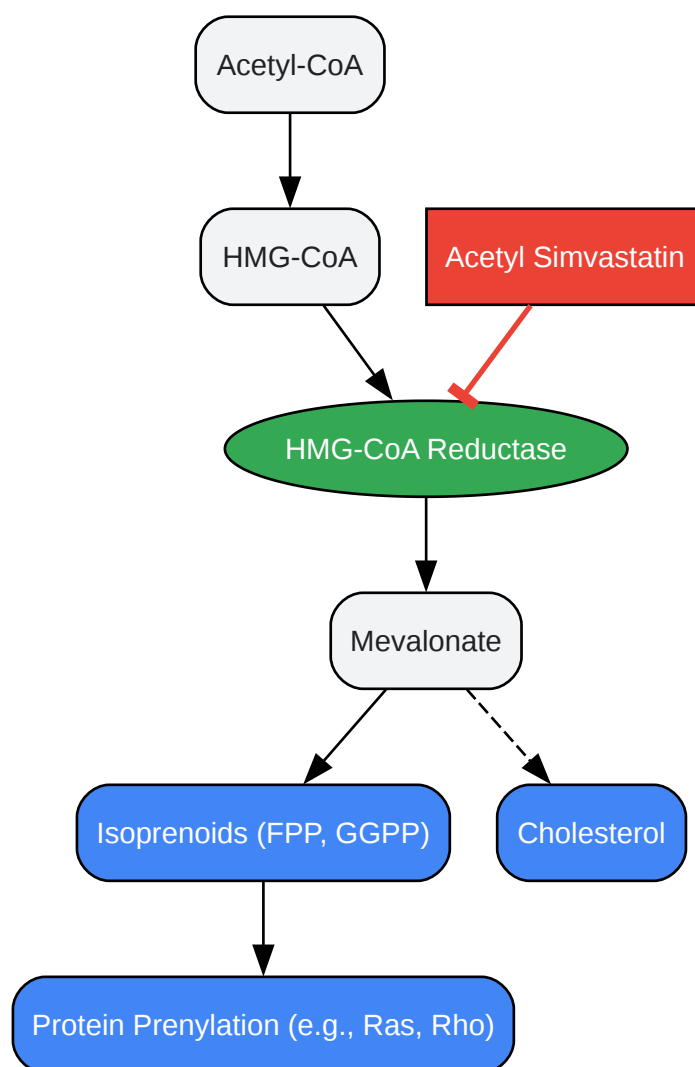 Acetyl-CoA
HMG-CoA
Acetyl Simvastatin
HMG-CoA Reductase
Mevalonate
Isoprenoids (FPP, GGPP)
Cholesterol
Protein Prenylation (e.g., Ras, Rho)